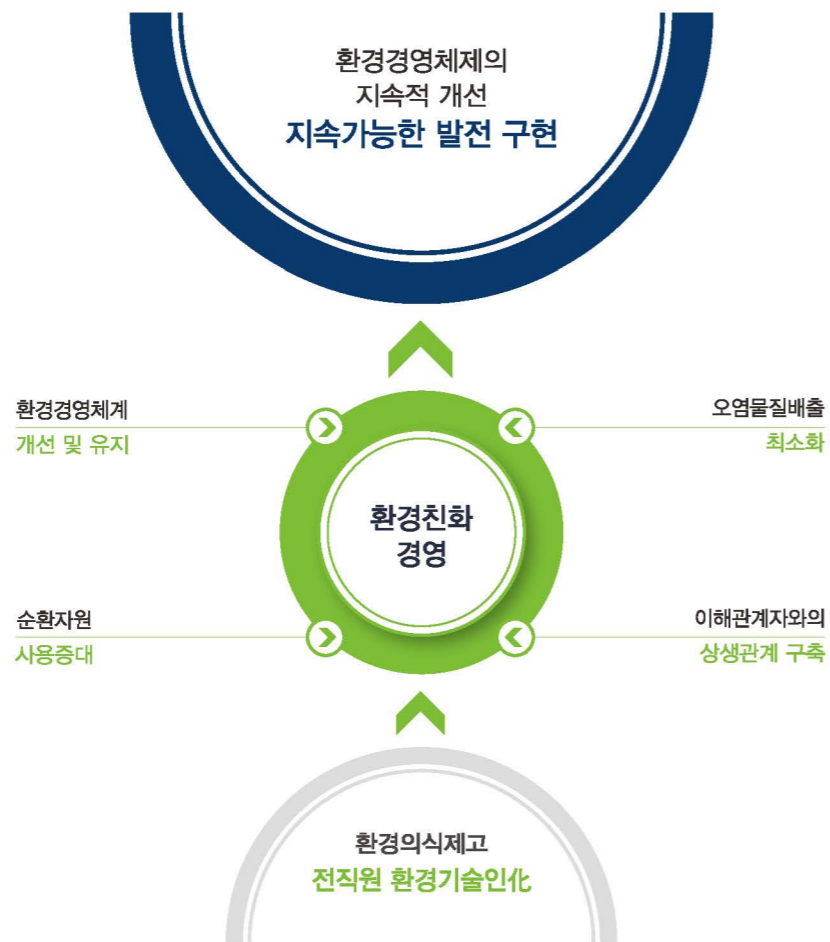 환경경영체제의
지속적 개선
지속가능한 발전 구현
환경경영체계
개선 및 유지
오염물질배출
최소화
환경친화
경영
순환자원
사용증대
이해관계자와의
상생관계 구축
환경의식제고
전직원 환경기술인化